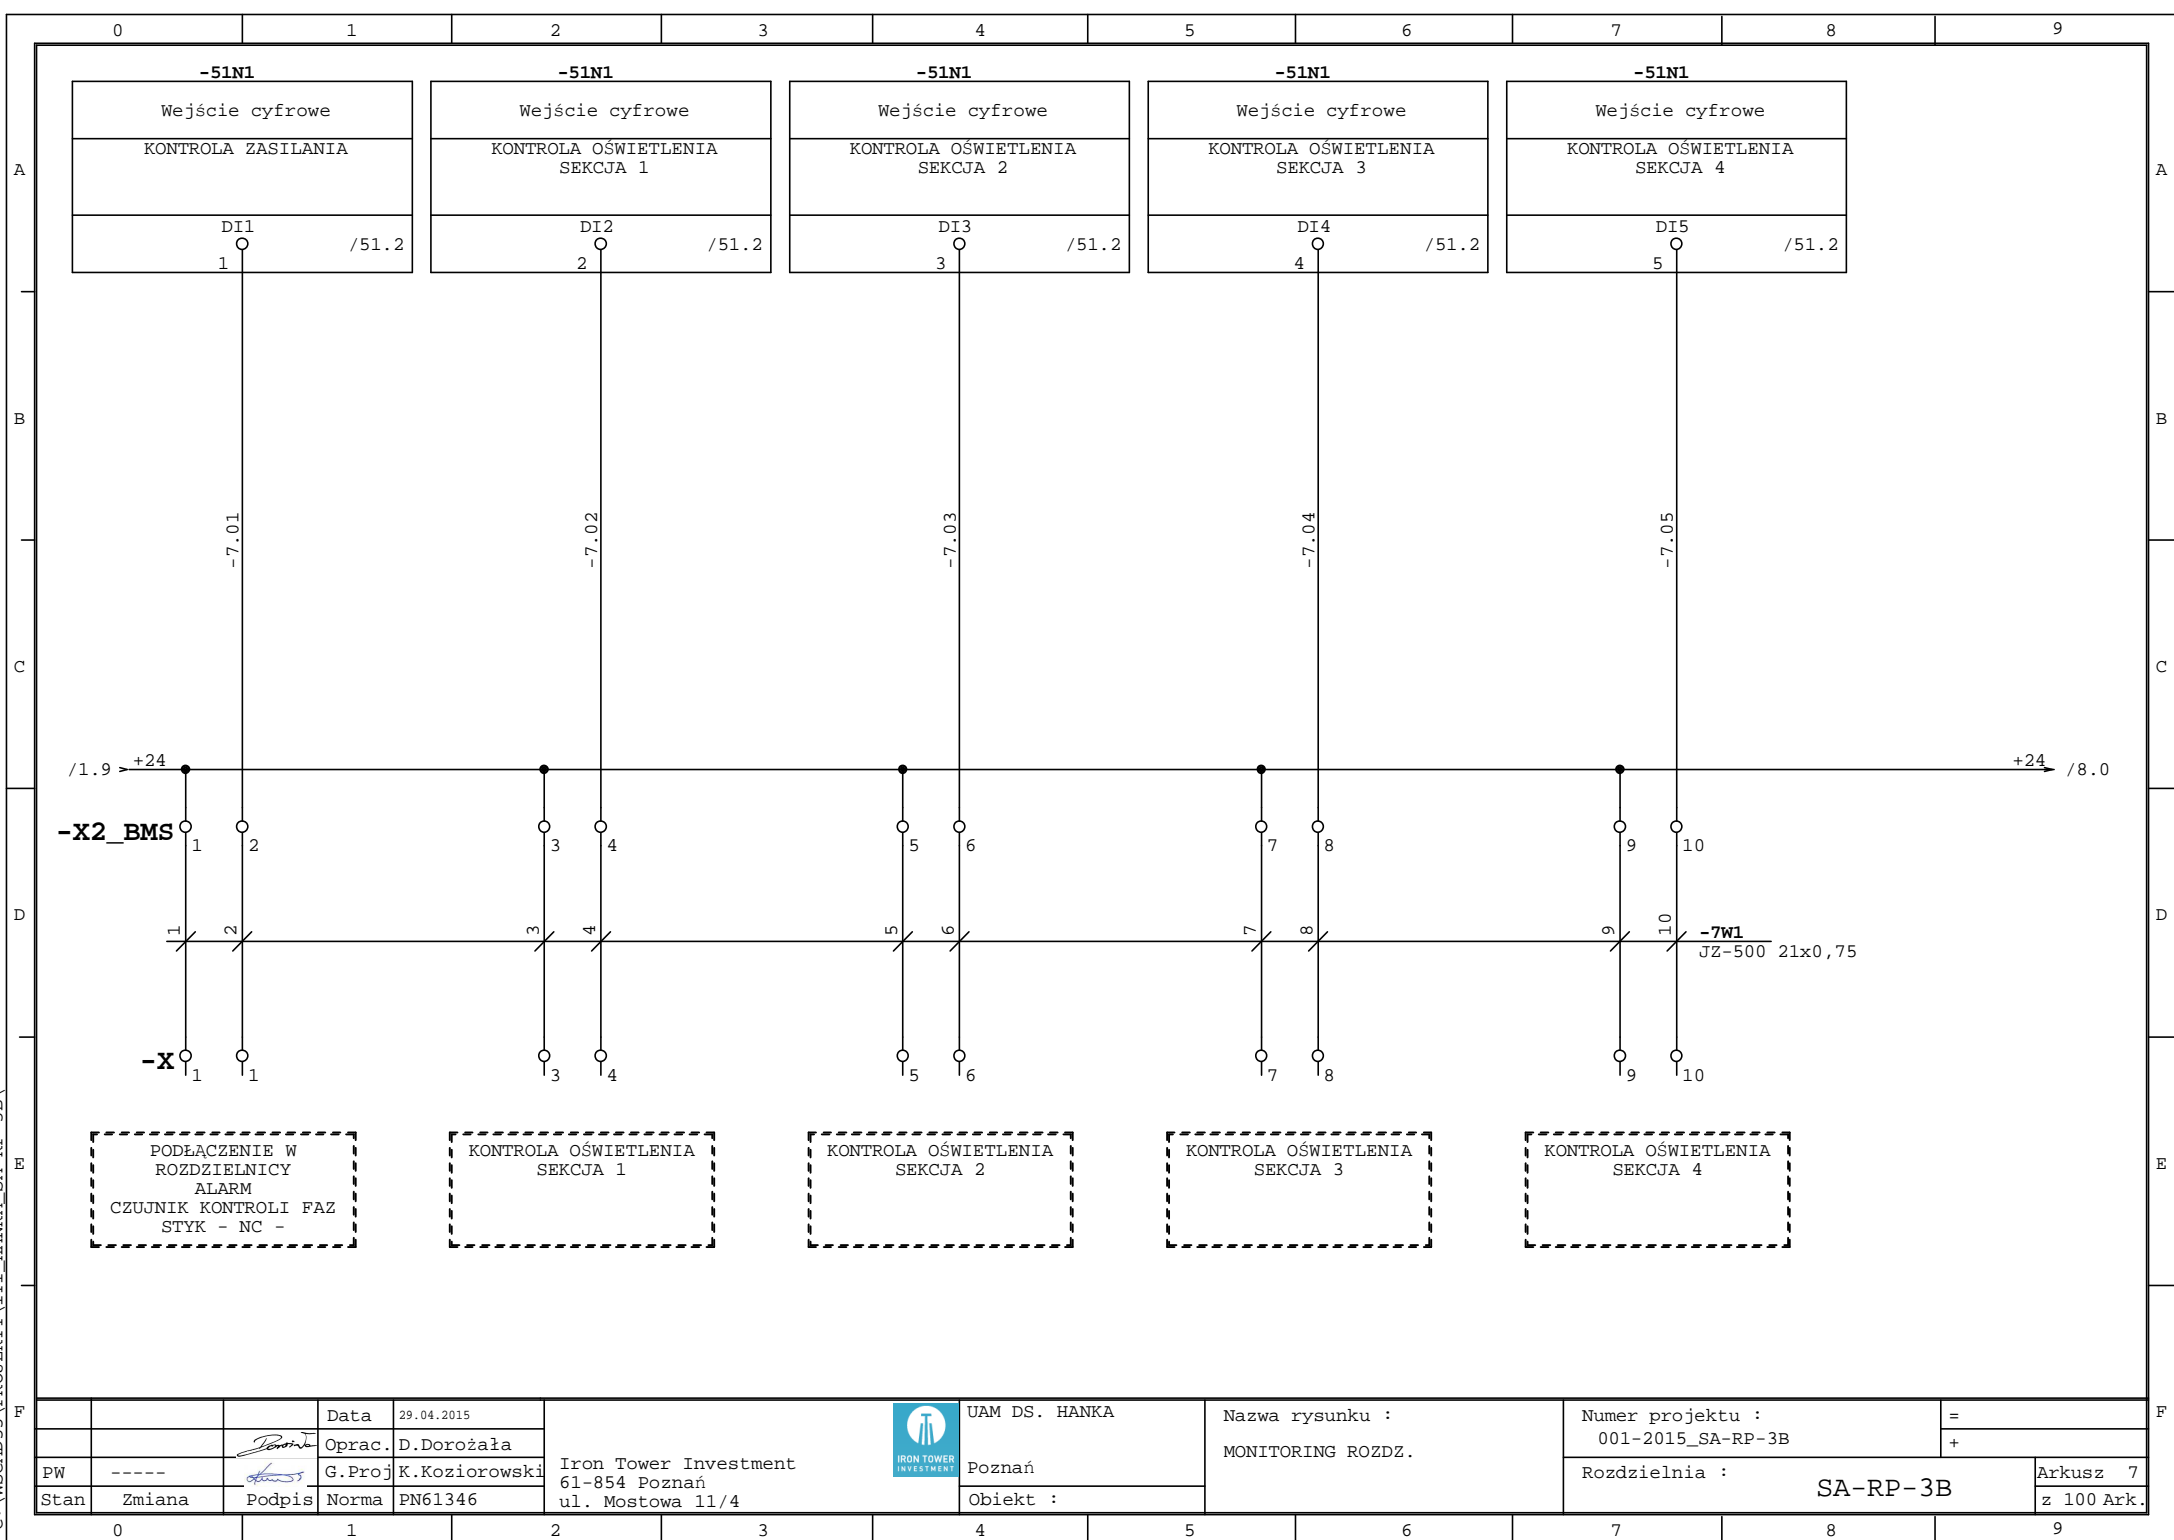 0 1 2 3 4 5 6 7 8 9
-51N1 -51N1 -51N1 -51N1 -51N1
Wejście cyfrowe Wejście cyfrowe Wejście cyfrowe Wejście cyfrowe Wejście cyfrowe
KONTROLA ZASILANIA KONTROLA OŚWIETLENIA KONTROLA OŚWIETLENIA KONTROLA OŚWIETLENIA KONTROLA OŚWIETLENIA
SEKCJA 1 SEKCJA 2 SEKCJA 3 SEKCJA 4
A A
DI1 DI2 DI3 DI4 DI5
/51.2 /51.2 /51.2 /51.2 /51.2
1 2 3 4 5
B B
-7.01 -7.02 -7.03 -7.04 -7.05
C C
/1.9 +24 +24 /8.0
-X2_BMS
1 2 3 4 5 6 7 8 9 10
D D
1 2 3 4 5 6 7 8 9 10 -7W1
JZ-500 21x0,75
-X
1 1 3 4 5 6 7 8 9 10
E E
PODŁĄCZENIE W
ROZDZIELNICY
ALARM
CZUJNIK KONTROLI FAZ
STYK - NC -
KONTROLA OŚWIETLENIA
SEKCJA 1
KONTROLA OŚWIETLENIA
SEKCJA 2
KONTROLA OŚWIETLENIA
SEKCJA 3
KONTROLA OŚWIETLENIA
SEKCJA 4
F F
Data 29.04.2015
Oprac. D.Dorożała
PW ----- G.Proj K.Koziorowski
Stan Zmiana Podpis Norma PN61346
Iron Tower Investment
61-854 Poznań
ul. Mostowa 11/4
IRON TOWER
INVESTMENT
UAM DS. HANKA
Poznań
Obiekt :
Nazwa rysunku :
MONITORING ROZDZ.
Numer projektu :
001-2015_SA-RP-3B
Rozdzielnia :
SA-RP-3B
=
+
Arkusz 7
z 100 Ark.
0 1 2 3 4 5 6 7 8 9